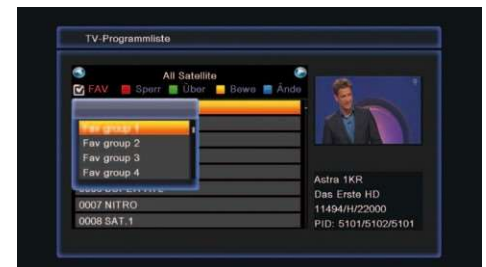 TV-Programmliste
All Satellite
FAV Sperr Über Bewe Ände
Fav group 1
Fav group 2
Fav group 3
Fav group 4
0007 NITRO
0008 SAT.1
Astra 1KR
Das Erste HD
11494/H/22000
PID: 5101/5102/5101